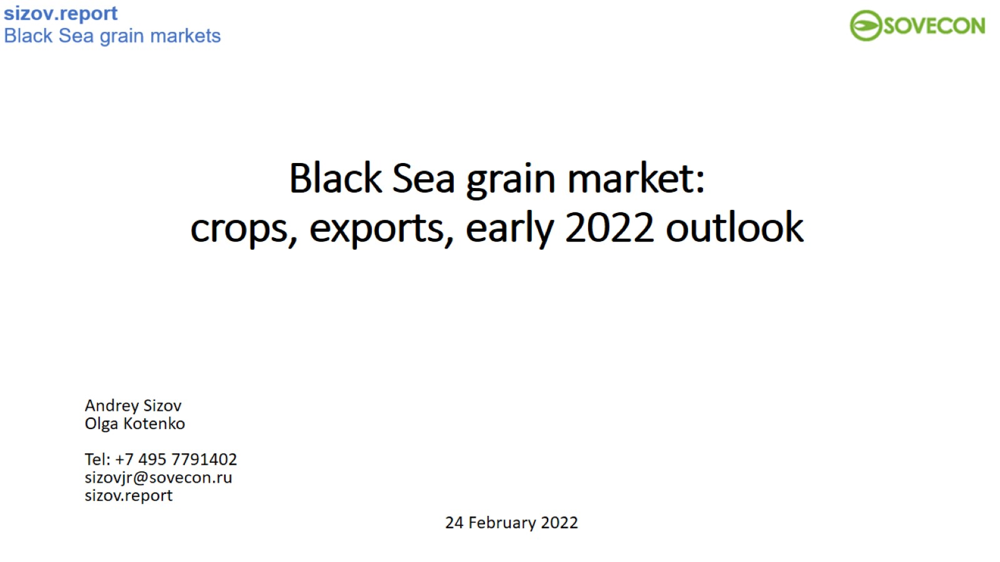 sizov.report
Black Sea grain markets
SOVECON
Black Sea grain market:
crops, exports, early 2022 outlook
Andrey Sizov
Olga Kotenko
Tel: +7 495 7791402
sizovjr@sovecon.ru
sizov.report
24 February 2022